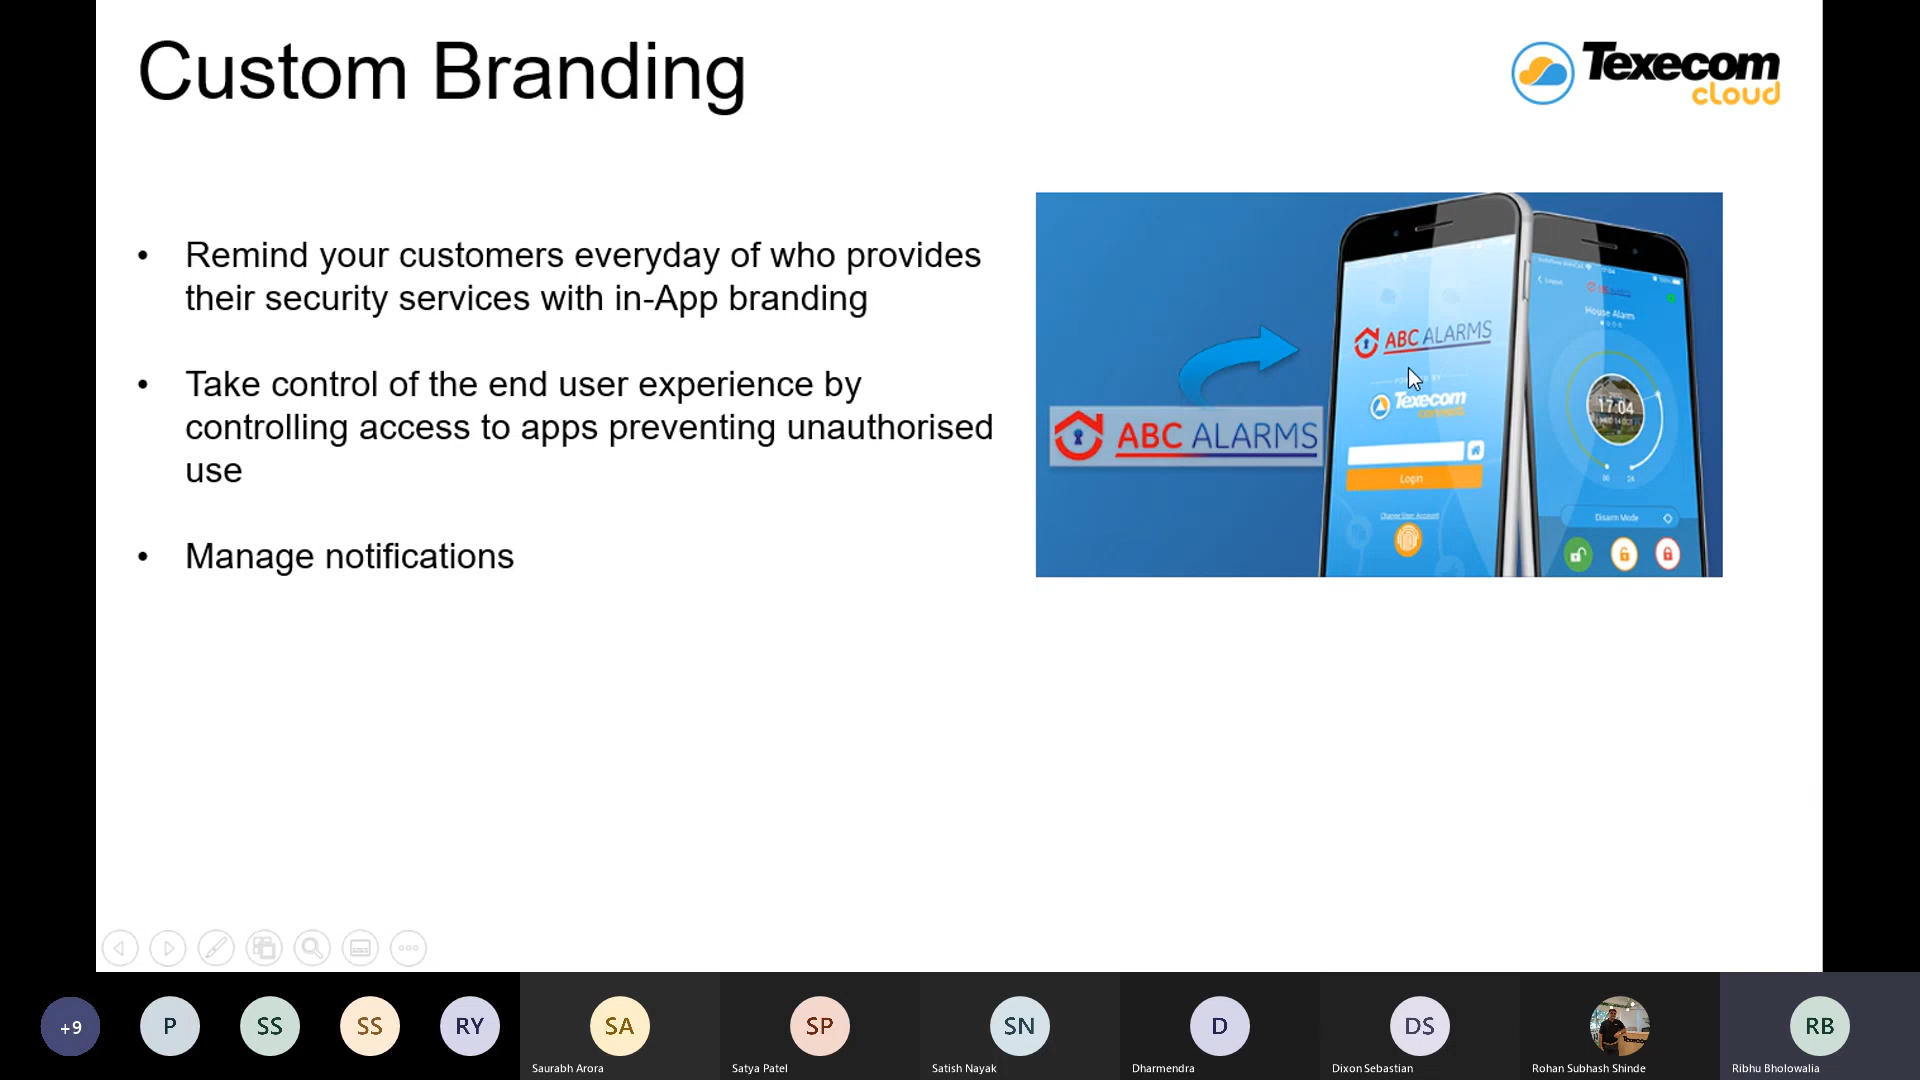 Custom Branding
Texecom
cloud
• Remind your customers everyday of who provides
their security services with in-App branding
• Take control of the end user experience by
controlling access to apps preventing unauthorised
use
• Manage notifications
ABC ALARMS
ABC ALARMS
Texecom
Login
Change User Account
House Alarm
17:04
Disarm Mode
+9
P
SS
SS
RY
SA
SP
SN
D
DS
RB
Saurabh Arora
Satya Patel
Satish Nayak
Dharmendra
Dixon Sebastian
Rohan Subhash Shinde
Ribhu Bholowalia